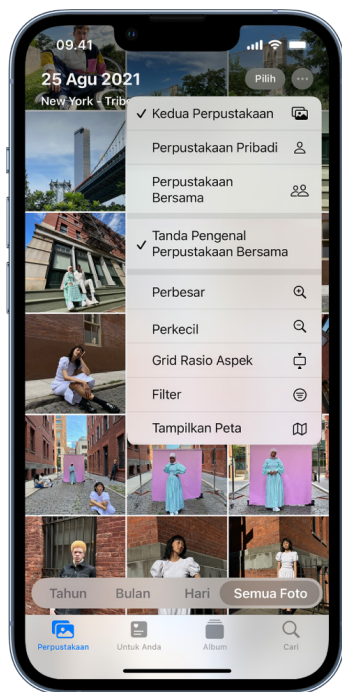 09.41
25 Agu 2021
Pilih
New York - Tribe
Kedua Perpustakaan
Perpustakaan Pribadi
Perpustakaan
Bersama
Tanda Pengenal
Perpustakaan Bersama
Perbesar
Perkecil
Grid Rasio Aspek
Filter
Tampilkan Peta
Tahun
Bulan
Hari
Semua Foto
Perpustakaan
Untuk Anda
Album
Cari